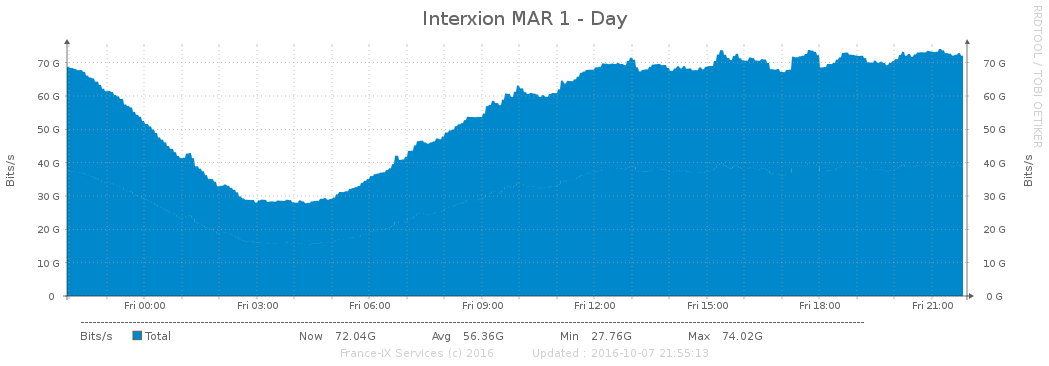 Interxion MAR 1 - Day
RRDTOOL / TOBI OETIKER
Bits/s
70 G 70 G
60 G 60 G
50 G 50 G
40 G 40 G
30 G 30 G
20 G 20 G
10 G 10 G
0 0 G
Bits/s
Fri 00:00 Fri 03:00 Fri 06:00 Fri 09:00 Fri 12:00 Fri 15:00 Fri 18:00 Fri 21:00
Bits/s Total Now 72.04G Avg 56.36G Min 27.76G Max 74.02G
France-IX Services (c) 2016 Updated : 2016-10-07 21:55:13